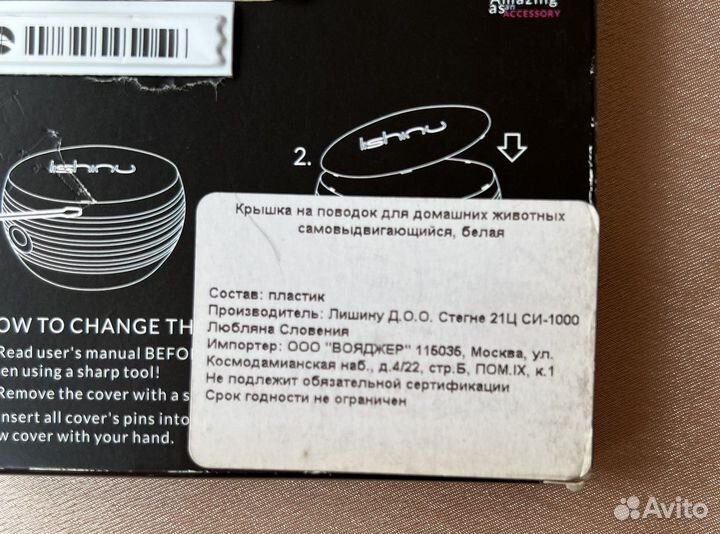 Amazing
as an ACCESSORY
lishinu
2.
lishinu
Крышка на поводок для домашних животных
самовыдвигающийся, белая
Состав: пластик
Производитель: Лишину Д.О.О. Стегне 21Ц СИ-1000
Любляна Словения
Импортер: ООО "ВОЯДЖЕР" 115035, Москва, ул.
Космодамианская наб., д.4/22, стр.Б, ПОМ.IX, к.1
Не подлежит обязательной сертификации
Срок годности не ограничен
OW TO CHANGE TH
Read user's manual BEFO
en using a sharp tool!
Remove the cover with a s
nsert all cover's pins into
w cover with your hand.
Avito